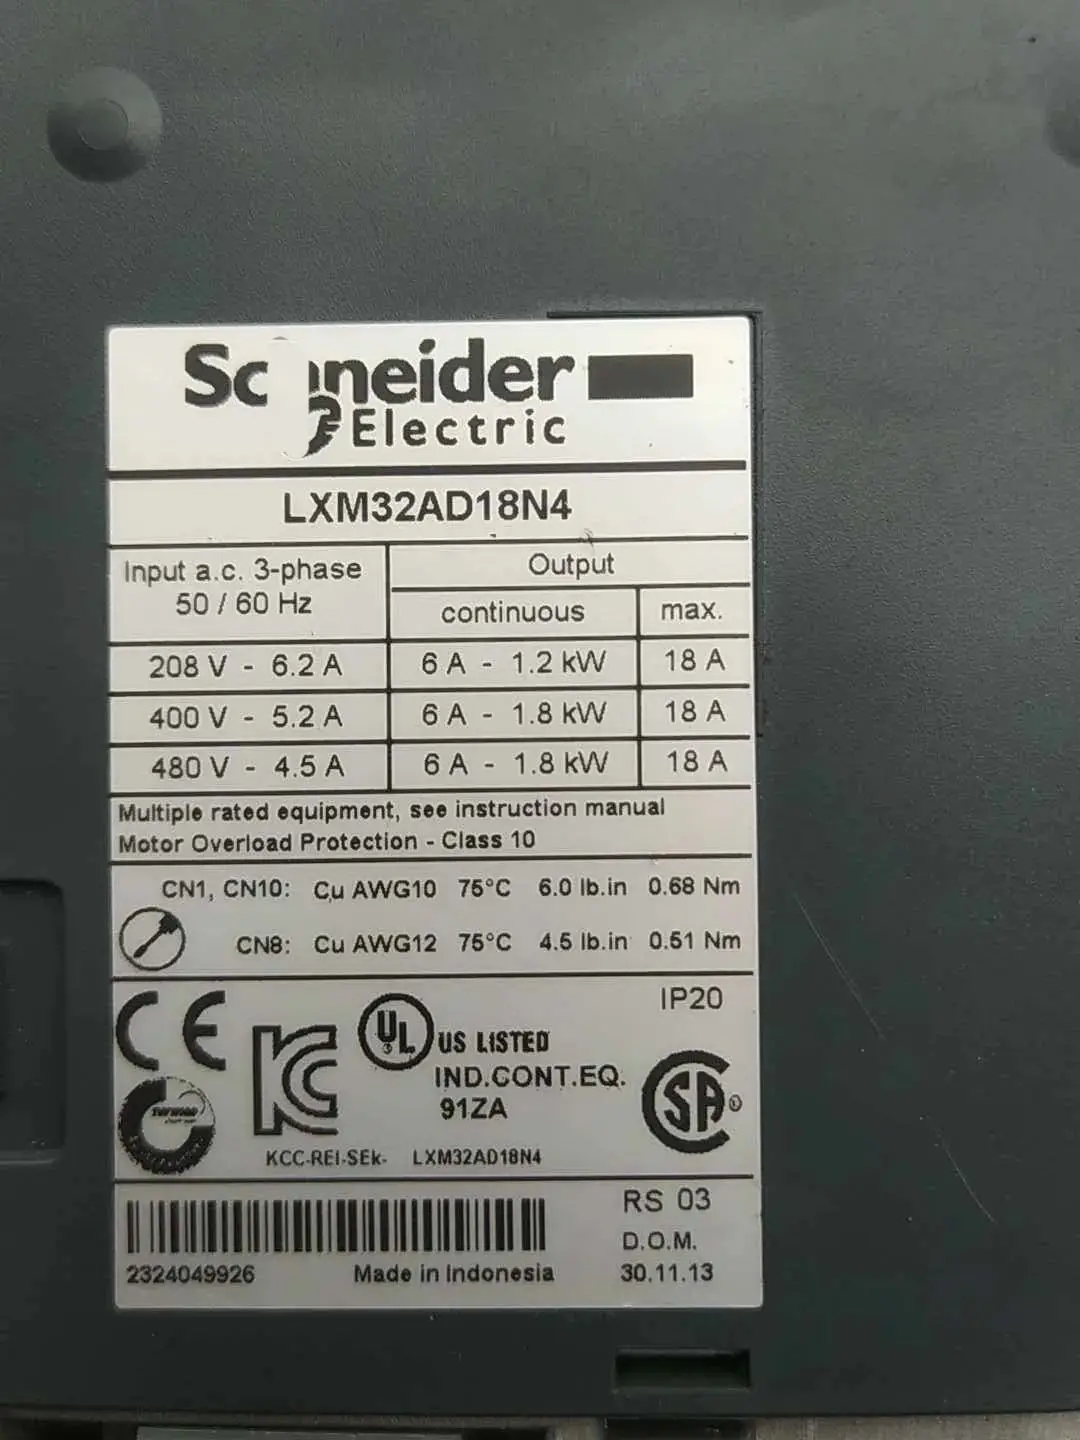 Sc neider
Electric
LXM32AD18N4
Input a.c. 3-phase
50 / 60 Hz
Output
continuous
max.
208 V - 6.2 A
6 A - 1.2 kW
18 A
400 V - 5.2 A
6 A - 1.8 kW
18 A
480 V - 4.5 A
6 A - 1.8 kW
18 A
Multiple rated equipment, see instruction manual
Motor Overload Protection - Class 10
CN1, CN10: Cu AWG10 75°C 6.0 lb.in 0.68 Nm
CN8: Cu AWG12 75°C 4.5 lb.in 0.51 Nm
CE
IP20
UL US LISTED
IND.CONT.EQ.
91ZA
KC
SA ®
KCC-REI-SEk- LXM32AD18N4
RS 03
D.O.M.
2324049926
Made in Indonesia
30.11.13